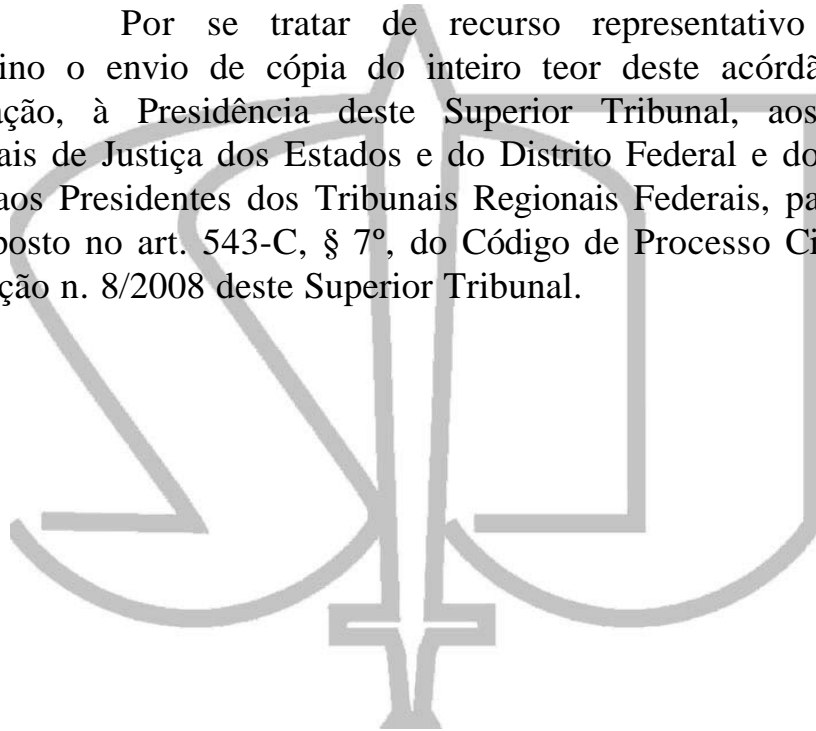 Por se tratar de recurso representativo
ino o envio de cópia do inteiro teor deste acórdã
ação, à Presidência deste Superior Tribunal, aos
ais de Justiça dos Estados e do Distrito Federal e do
aos Presidentes dos Tribunais Regionais Federais, pa
posto no art. 543-C, § 7º, do Código de Processo Ci
ção n. 8/2008 deste Superior Tribunal.